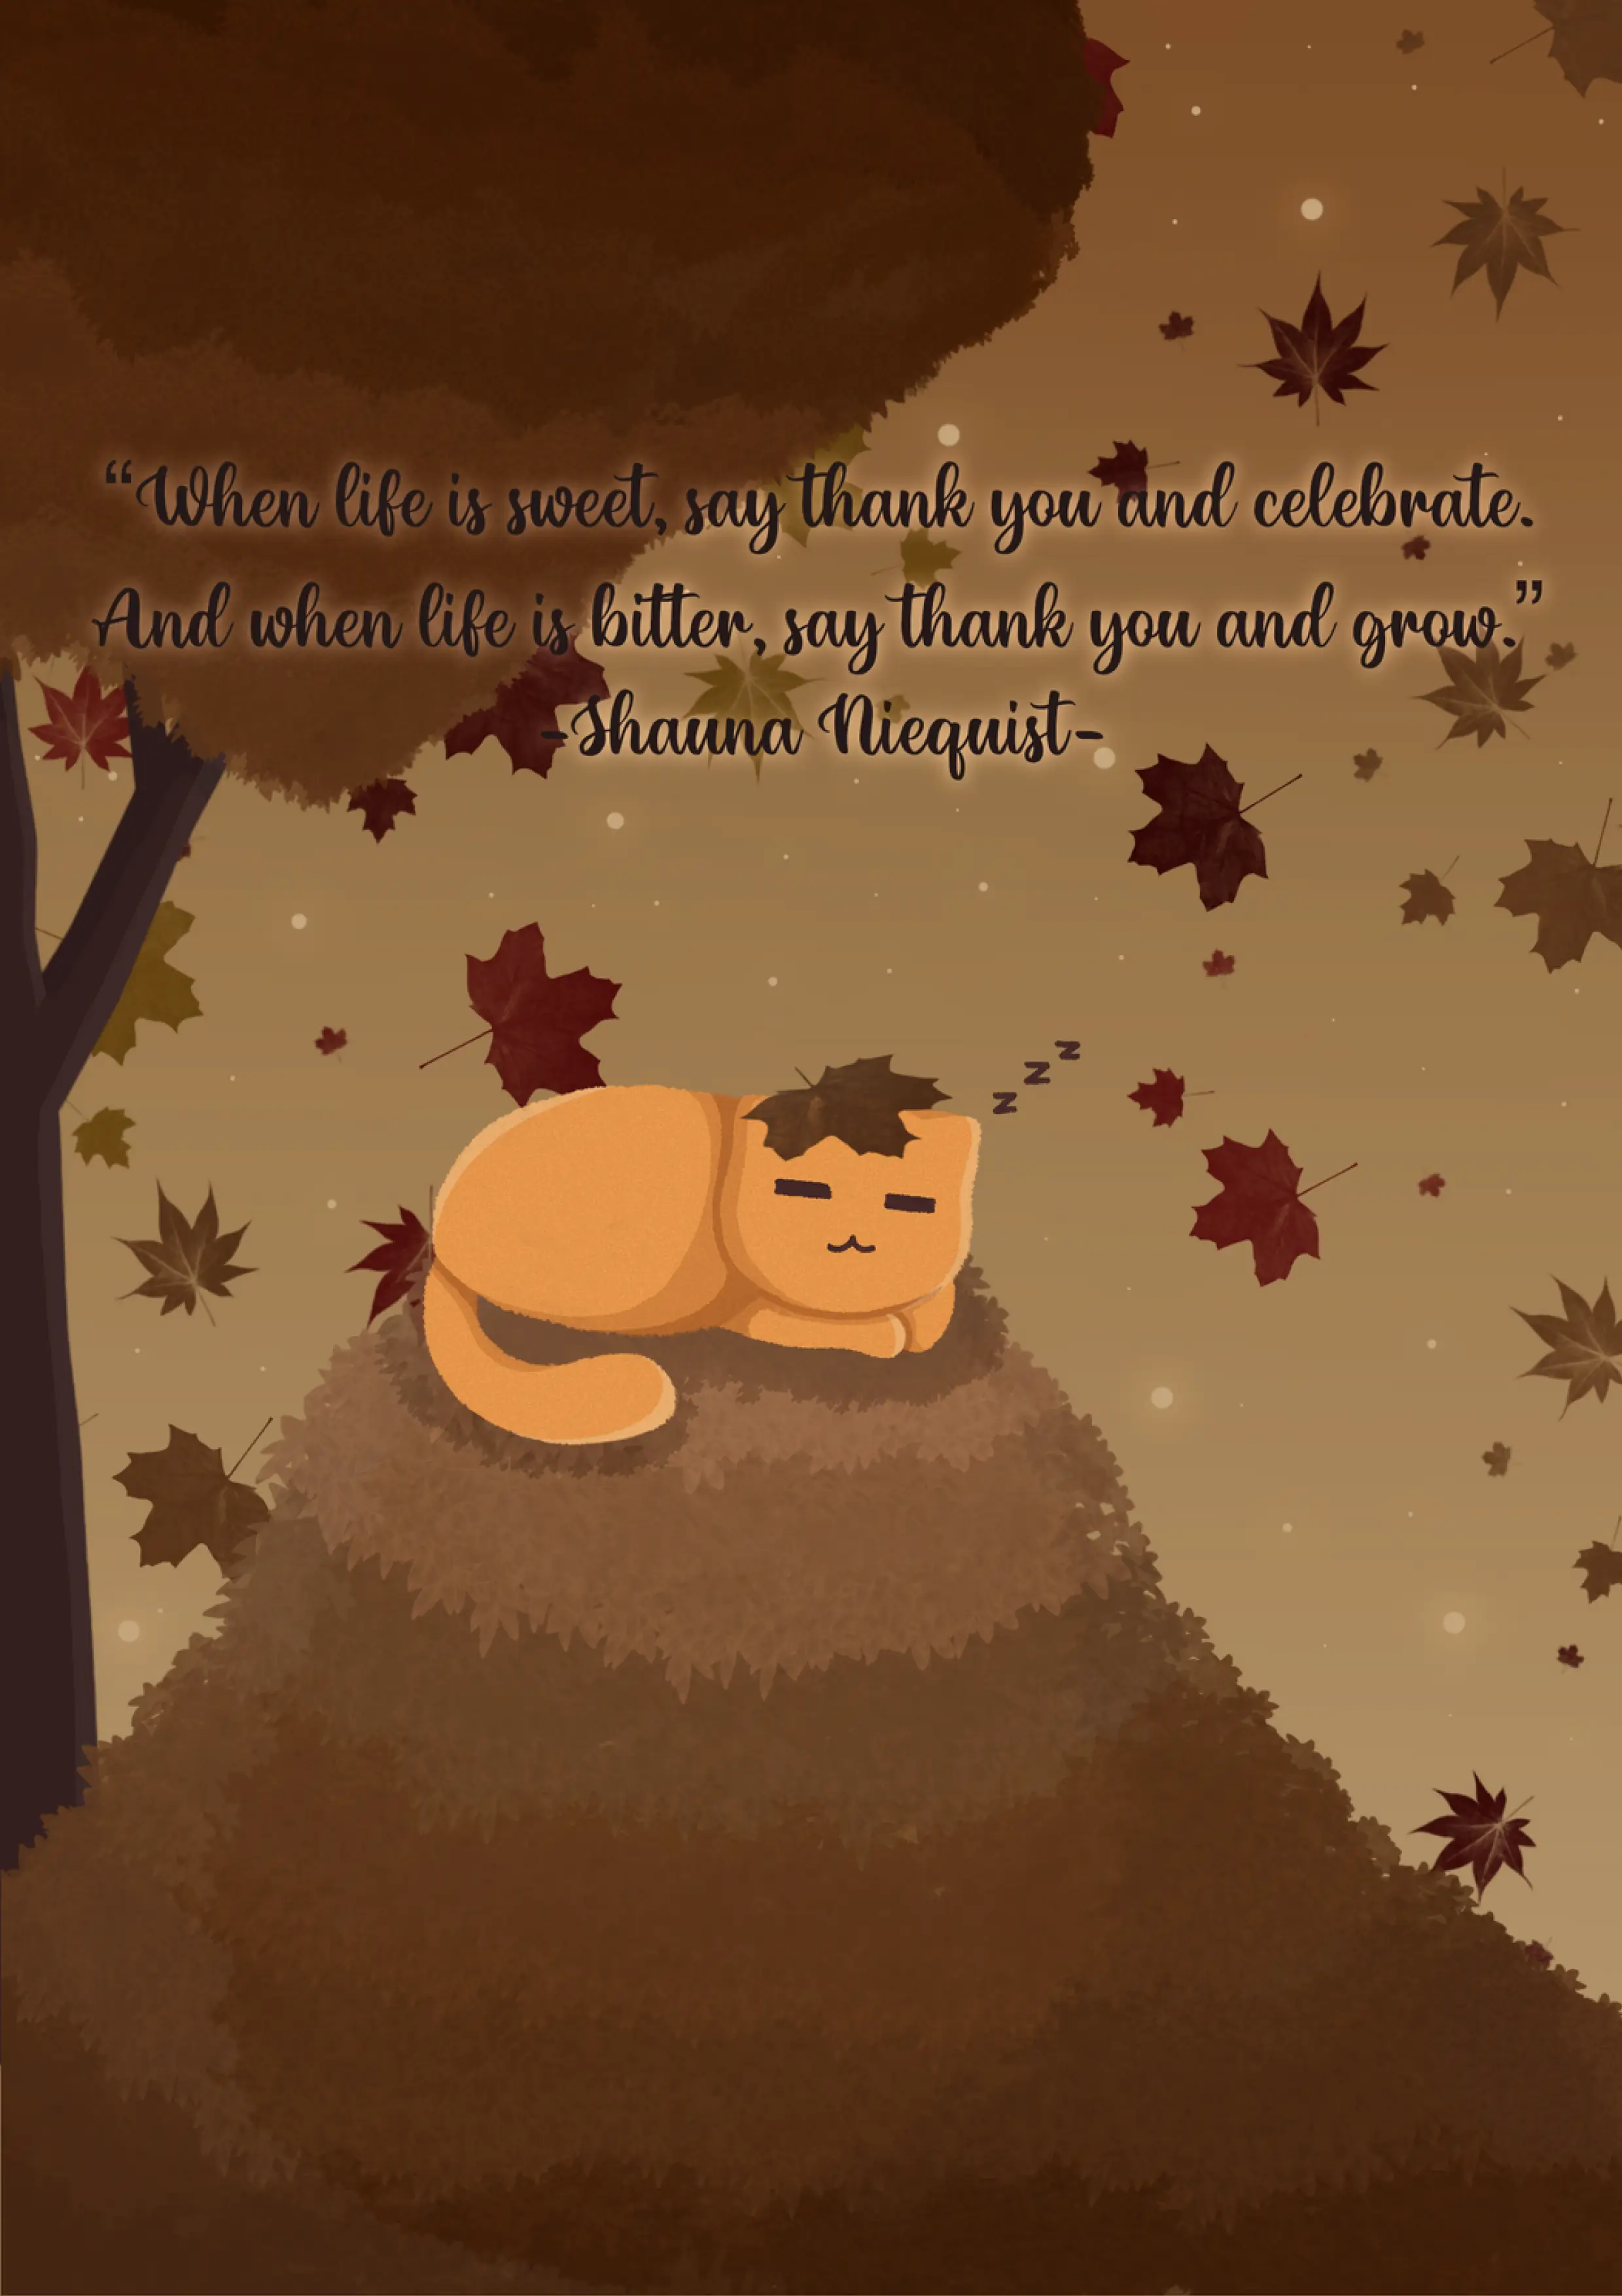 “When life is sweet, say thank you and celebrate.
And when life is bitter, say thank you and grow.”
-Shauna Niequist-
z z z